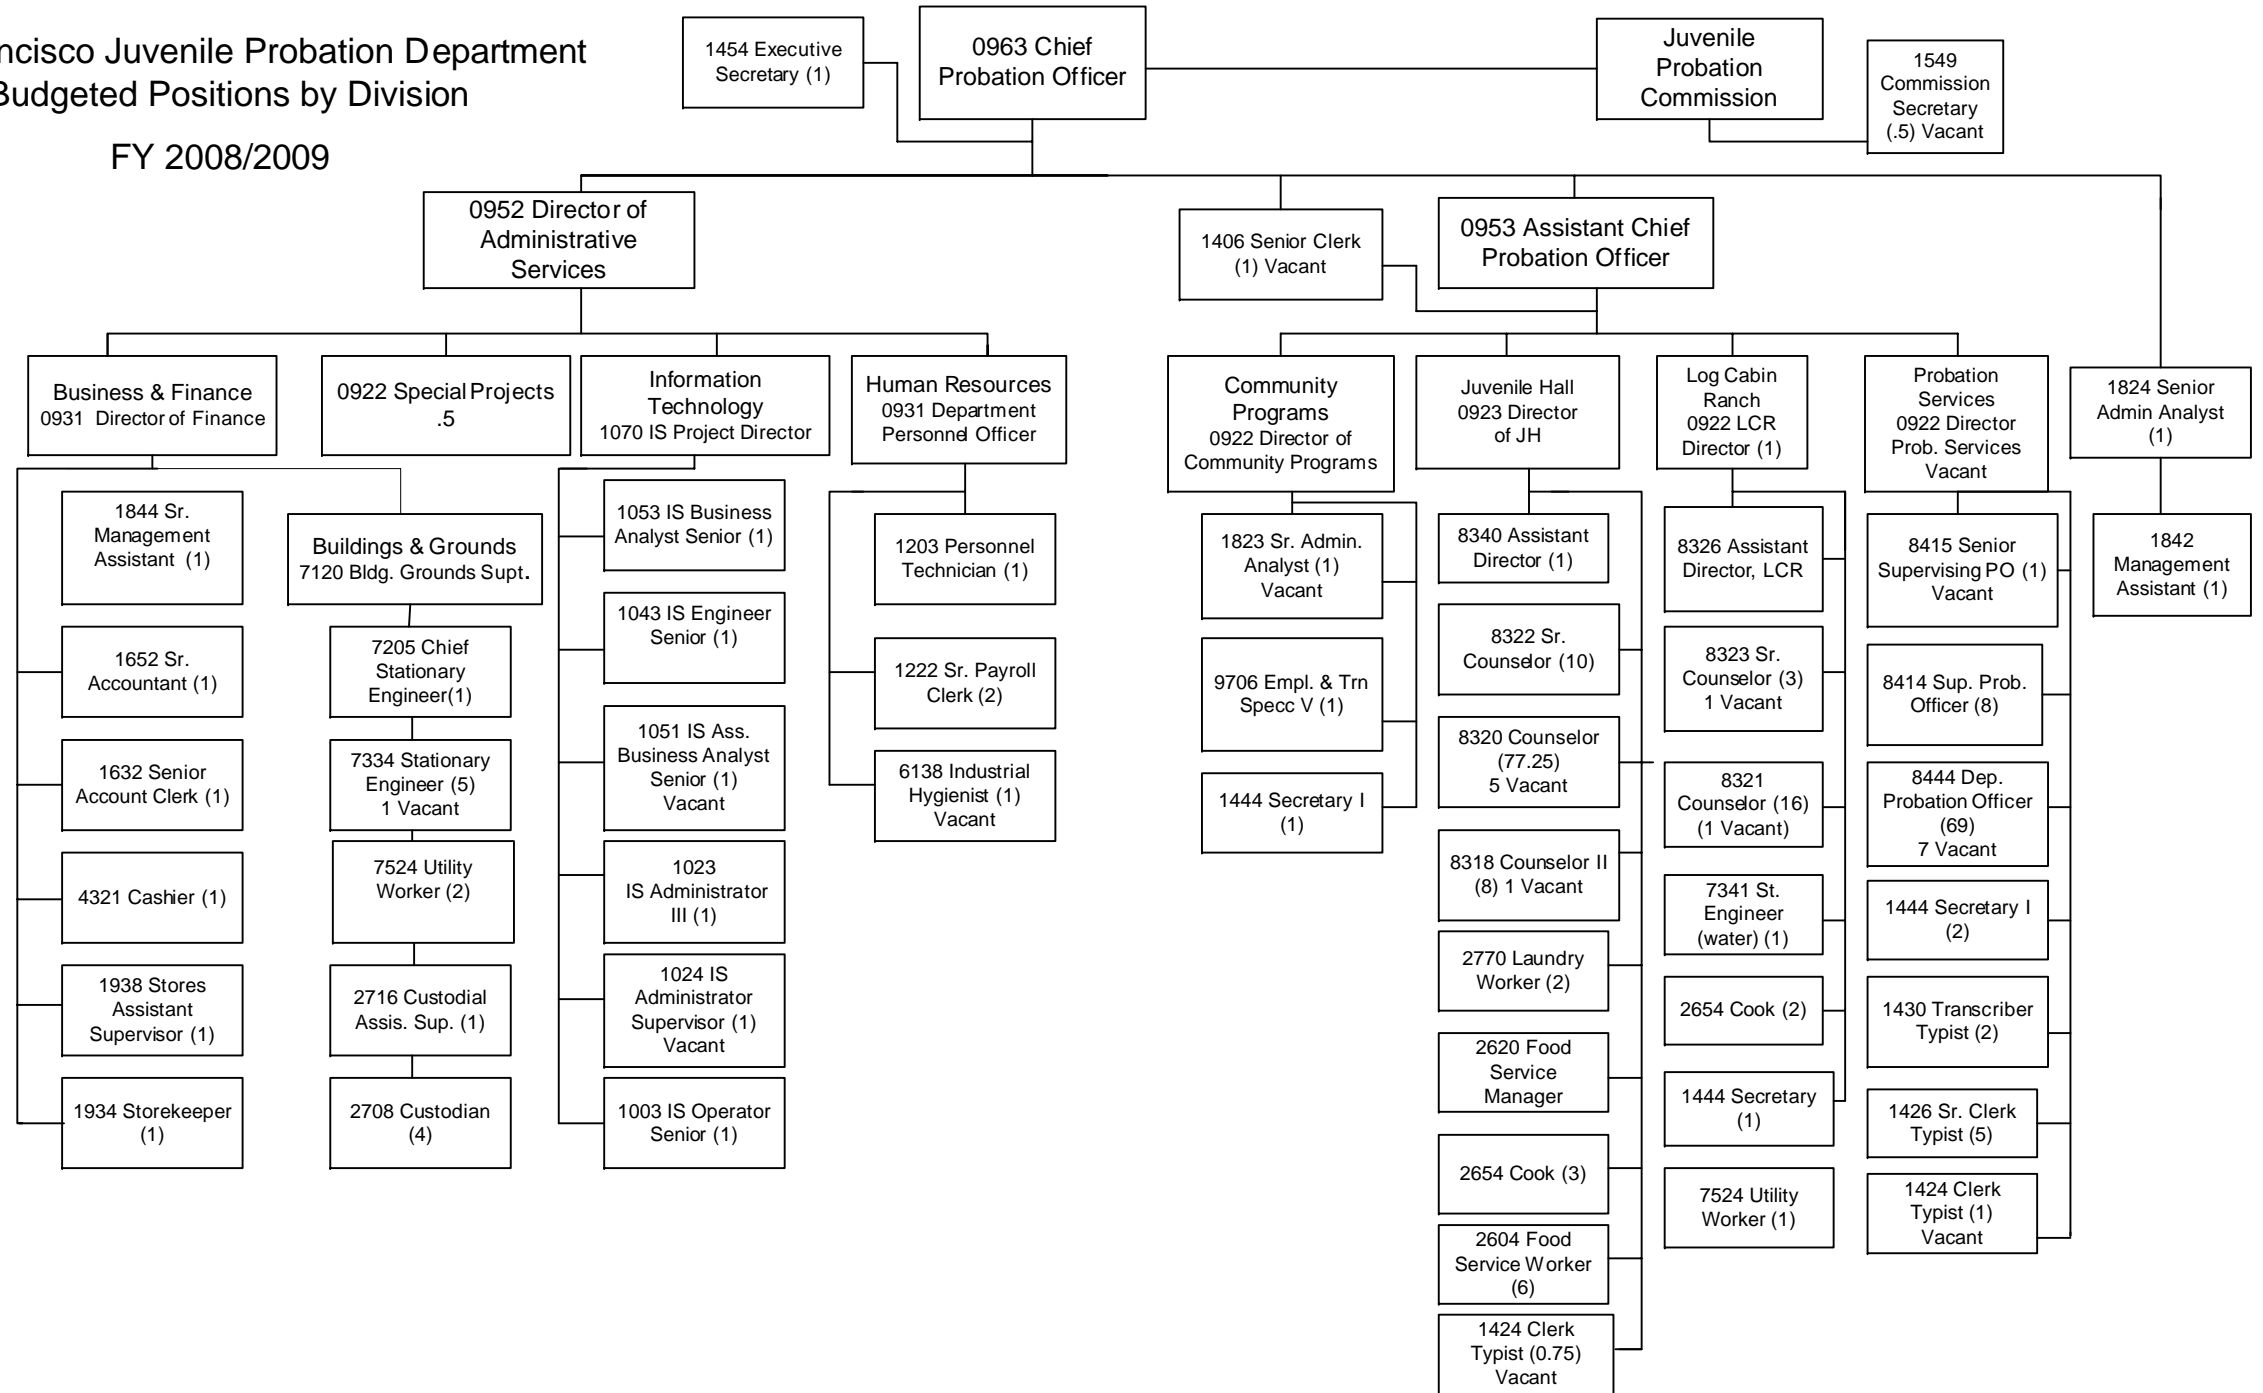 ncisco Juvenile Probation Department
Budgeted Positions by Division
FY 2008/2009
1454 Executive
Secretary (1)
0963 Chief
Probation Officer
Juvenile
Probation
Commission
1549
Commission
Secretary
(.5) Vacant
0952 Director of
Administrative
Services
1406 Senior Clerk
(1) Vacant
0953 Assistant Chief
Probation Officer
Business & Finance
0931 Director of Finance
0922 Special Projects
.5
Information
Technology
1070 IS Project Director
Human Resources
0931 Department
Personnel Officer
Community
Programs
0922 Director of
Community Programs
Juvenile Hall
0923 Director
of JH
Log Cabin
Ranch
0922 LCR
Director (1)
Probation
Services
0922 Director
Prob. Services
Vacant
1824 Senior
Admin Analyst
(1)
1844 Sr.
Management
Assistant (1)
1652 Sr.
Accountant (1)
1632 Senior
Account Clerk (1)
4321 Cashier (1)
1938 Stores
Assistant
Supervisor (1)
1934 Storekeeper
(1)
Buildings & Grounds
7120 Bldg. Grounds Supt.
7205 Chief
Stationary
Engineer(1)
7334 Stationary
Engineer (5)
1 Vacant
7524 Utility
Worker (2)
2716 Custodial
Assis. Sup. (1)
2708 Custodian
(4)
1053 IS Business
Analyst Senior (1)
1043 IS Engineer
Senior (1)
1051 IS Ass.
Business Analyst
Senior (1)
Vacant
1023
IS Administrator
III (1)
1024 IS
Administrator
Supervisor (1)
Vacant
1003 IS Operator
Senior (1)
1203 Personnel
Technician (1)
1222 Sr. Payroll
Clerk (2)
6138 Industrial
Hygienist (1)
Vacant
1823 Sr. Admin.
Analyst (1)
Vacant
9706 Empl. & Trn
Specc V (1)
1444 Secretary I
(1)
8340 Assistant
Director (1)
8322 Sr.
Counselor (10)
8320 Counselor
(77.25)
5 Vacant
8318 Counselor II
(8) 1 Vacant
2770 Laundry
Worker (2)
2620 Food
Service
Manager
2654 Cook (3)
2604 Food
Service Worker
(6)
1424 Clerk
Typist (0.75)
Vacant
8326 Assistant
Director, LCR
8323 Sr.
Counselor (3)
1 Vacant
8321
Counselor (16)
(1 Vacant)
7341 St.
Engineer
(water) (1)
2654 Cook (2)
1444 Secretary
(1)
7524 Utility
Worker (1)
8415 Senior
Supervising PO (1)
Vacant
8414 Sup. Prob.
Officer (8)
8444 Dep.
Probation Officer
(69)
7 Vacant
1444 Secretary I
(2)
1430 Transcriber
Typist (2)
1426 Sr. Clerk
Typist (5)
1424 Clerk
Typist (1)
Vacant
1842
Management
Assistant (1)